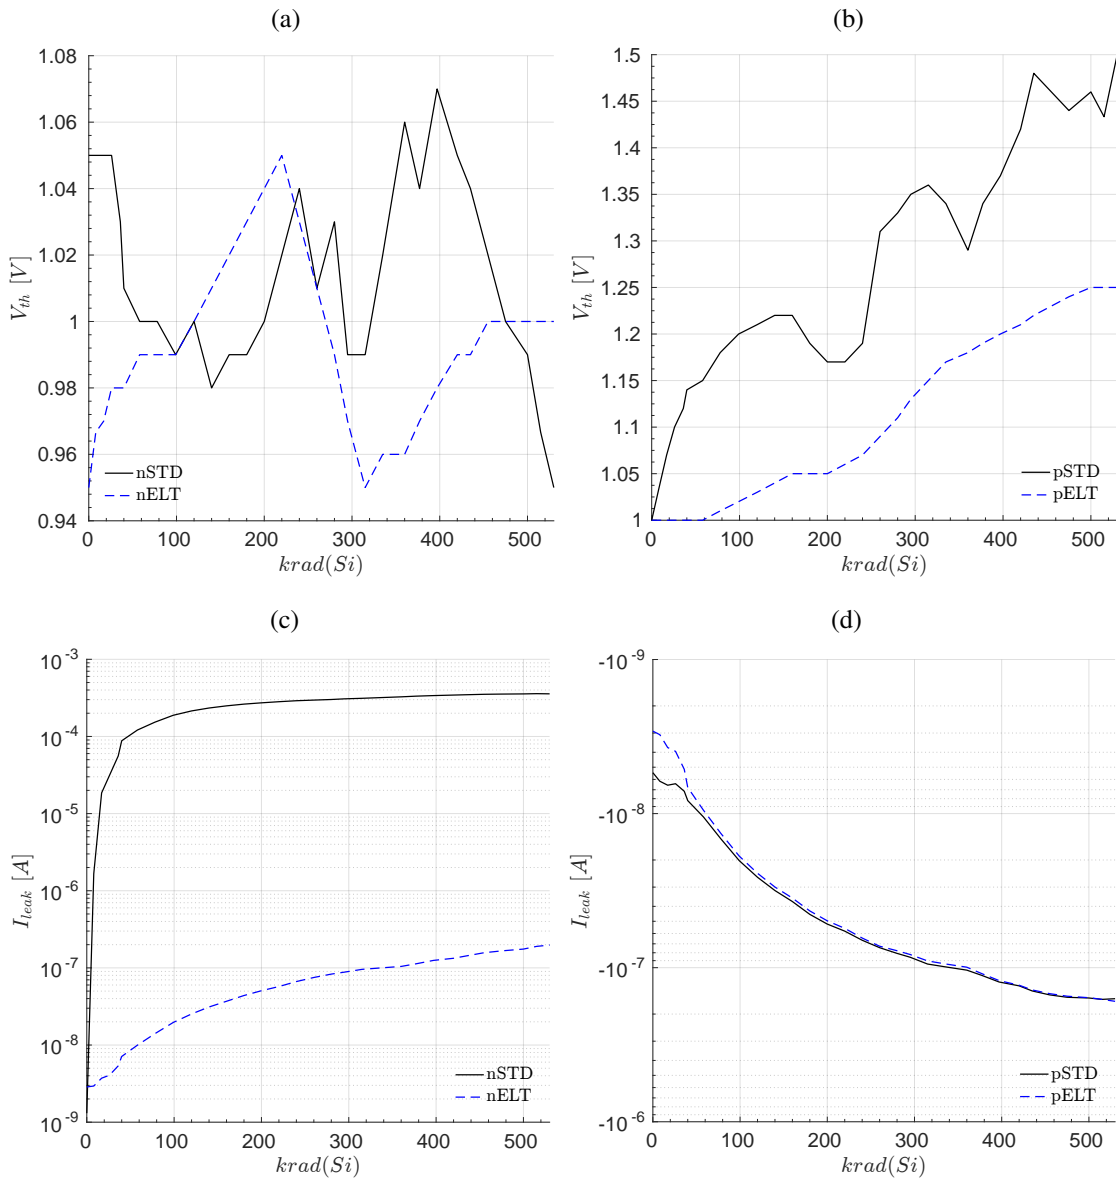 (a)
1.08
1.06
1.04
1.02
1
0.98
0.96
0.94
V_th [V]
nSTD
nELT
0 100 200 300 400 500
krad(Si)
(b)
1.5
1.45
1.4
1.35
1.3
1.25
1.2
1.15
1.1
1.05
1
V_th [V]
pSTD
pELT
0 100 200 300 400 500
krad(Si)
(c)
10^-3
10^-4
10^-5
10^-6
10^-7
10^-8
10^-9
I_leak [A]
nSTD
nELT
0 100 200 300 400 500
krad(Si)
(d)
-10^-9
-10^-8
-10^-7
-10^-6
I_leak [A]
pSTD
pELT
0 100 200 300 400 500
krad(Si)